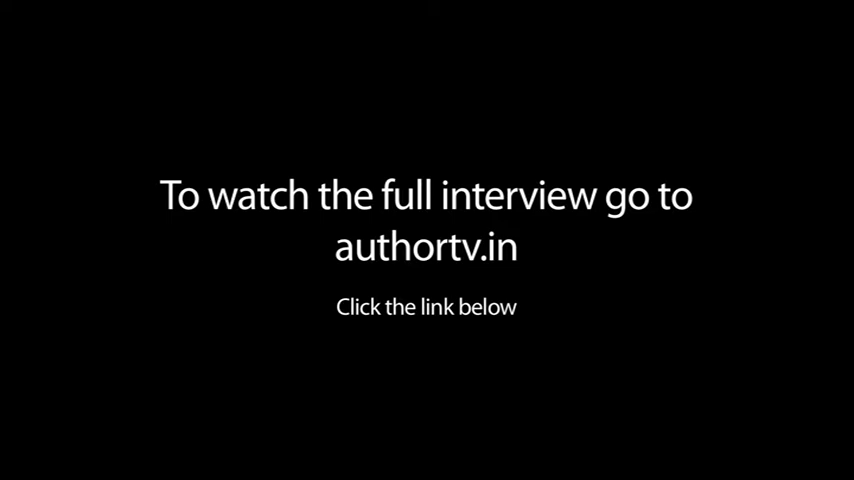 To watch the full interview go to
authortv.in
Click the link below